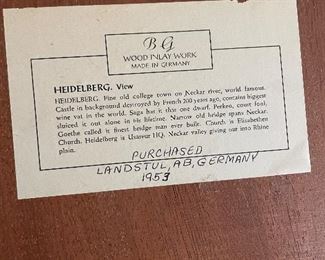 B G
WOOD INLAY WORK
MADE IN GERMANY
HEIDELBERG. View
HEIDELBERG. Fine old college town on Neckar river, world famous.
Castle in background destroyed by French 200 years ago, contains biggest
wine vat in the world. Saga has it that one dwarf, Perkeo, court fool,
sluiced it out alone in his lifetime. Narrow old bridge spans Neckar.
Goethe called it finest bridge man ever built. Church is Elisabethen
Church. Heidelberg is Usareur HQ. Neckar valley giving out into Rhine
plain.
PURCHASED
LANDSTUL, AB, GERMANY
1953